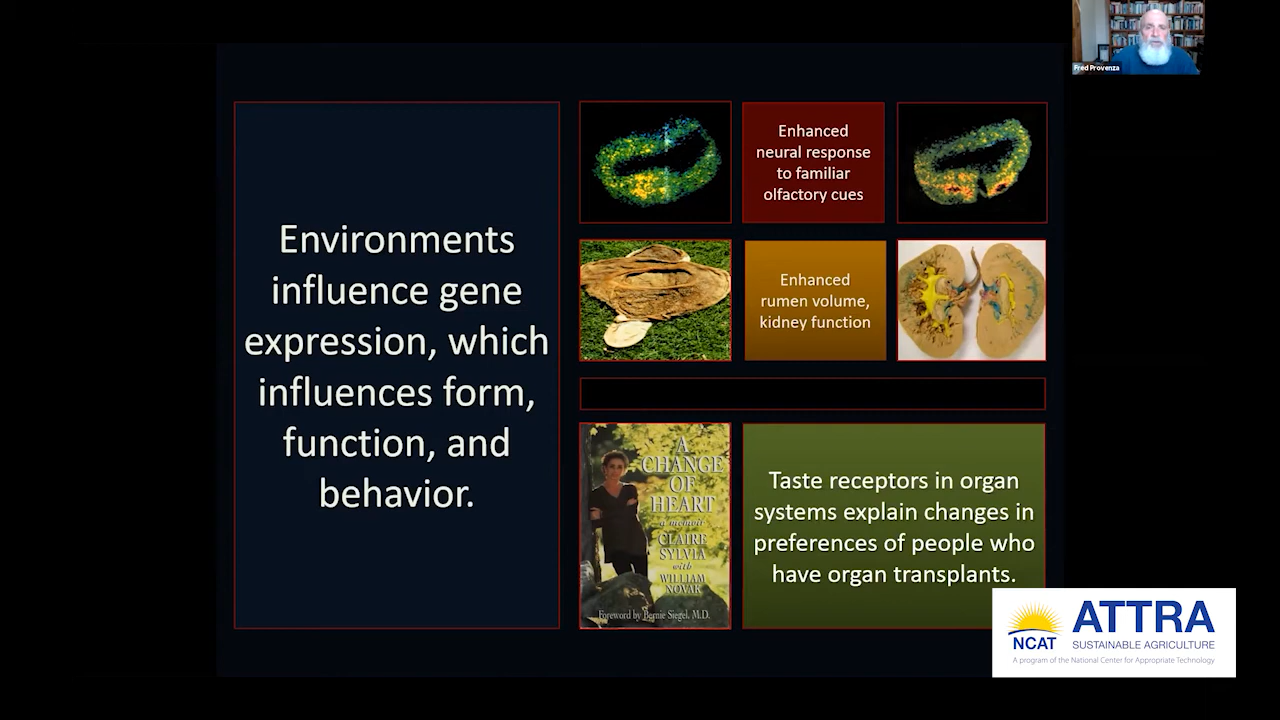 Fred Provenza
Environments
influence gene
expression, which
influences form,
function, and
behavior.
Enhanced
neural response
to familiar
olfactory cues
Enhanced
rumen volume,
kidney function
A
CHANGE
OF
HEART
a memoir
CLAIRE
SYLVIA
with
WILLIAM
NOVAK
Foreword by Bernie Siegel, M.D.
Taste receptors in organ
systems explain changes in
preferences of people who
have organ transplants.
NCAT
ATTRA
SUSTAINABLE AGRICULTURE
A program of the National Center for Appropriate Technology